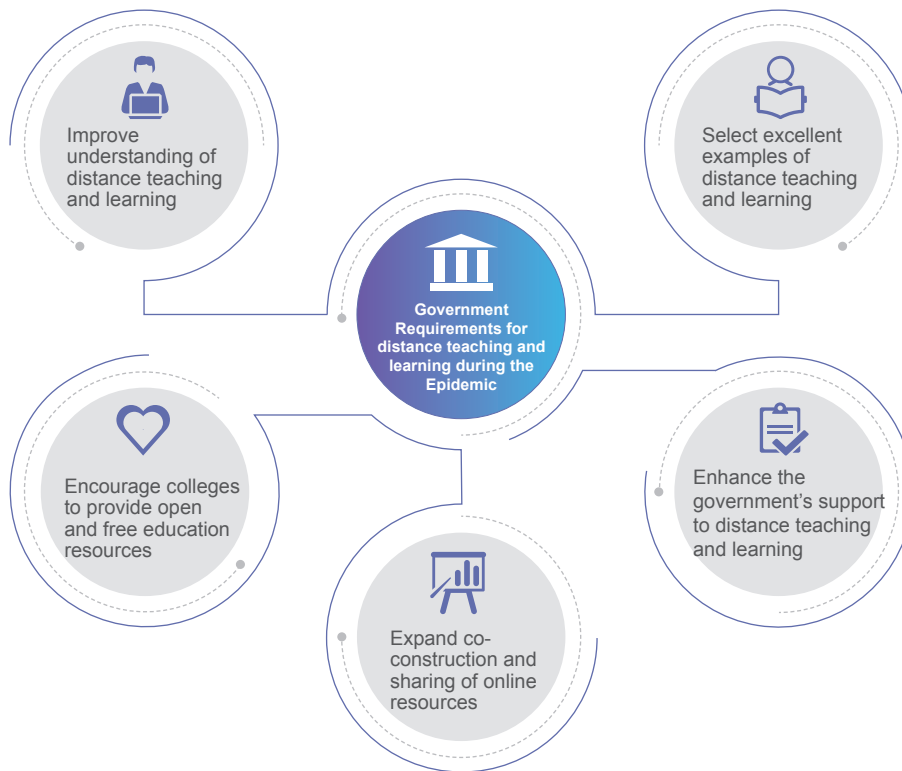 Improve
understanding of
distance teaching
and learning
Select excellent
examples of
distance teaching
and learning
Government
Requirements for
distance teaching and
learning during the
Epidemic
Encourage colleges
to provide open
and free education
resources
Enhance the
government’s support
to distance teaching
and learning
Expand co-
construction and
sharing of online
resources